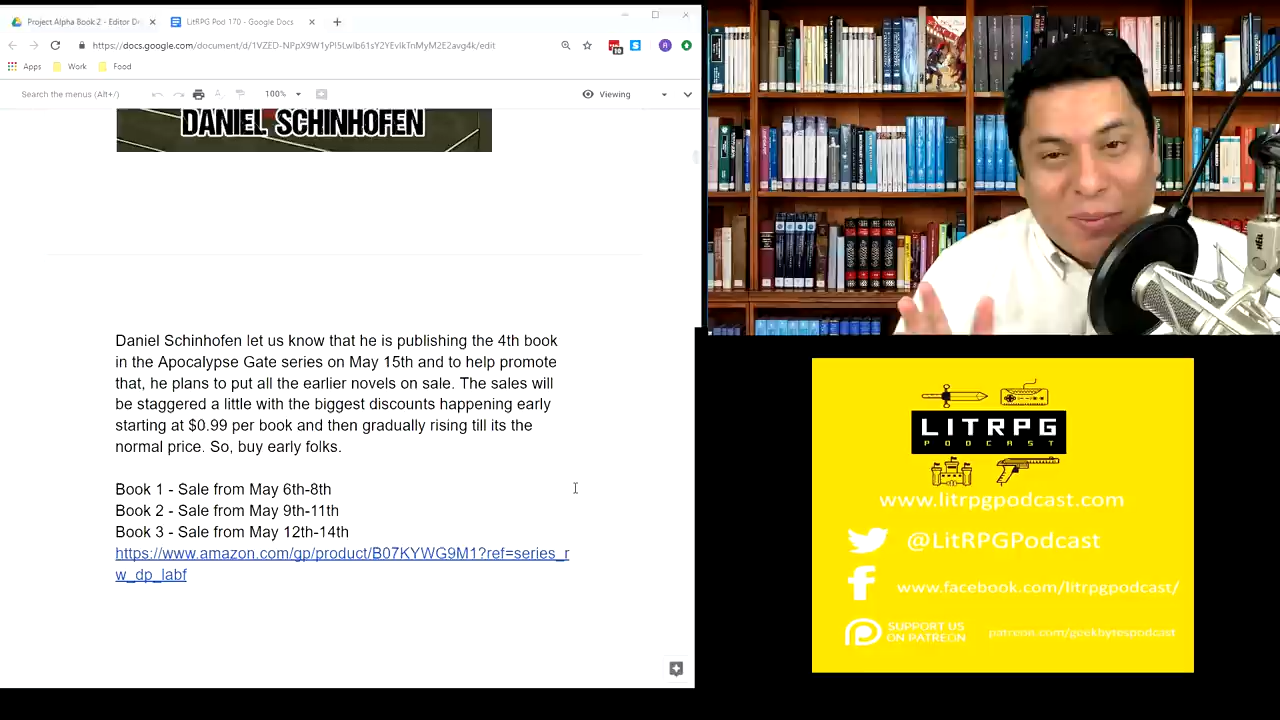 Project Alpha Book 2 - Editor Do
LitRPG Pod 170 - Google Docs
https://docs.google.com/document/d/1VZED-NPpX9W1yPI5Lwlb61sY2YEvikTnMyM2E2avg4k/edit
Apps
Work
Food
Search the menus (Alt+/)
100%
Viewing
DANIEL SCHINHOFEN
Daniel Schinhofen let us know that he is publishing the 4th book
in the Apocalypse Gate series on May 15th and to help promote
that, he plans to put all the earlier novels on sale. The sales will
be staggered a little with the biggest discounts happening early
starting at $0.99 per book and then gradually rising till its the
normal price. So, buy early folks.
Book 1 - Sale from May 6th-8th
Book 2 - Sale from May 9th-11th
Book 3 - Sale from May 12th-14th
https://www.amazon.com/gp/product/B07KYWG9M1?ref=series_r
w_dp_labf
LITRPG
PODCAST
www.litrpgpodcast.com
@LitRPGPodcast
www.facebook.com/litrpgpodcast/
SUPPORT US
ON PATREON
patreon.com/geekbytespodcast